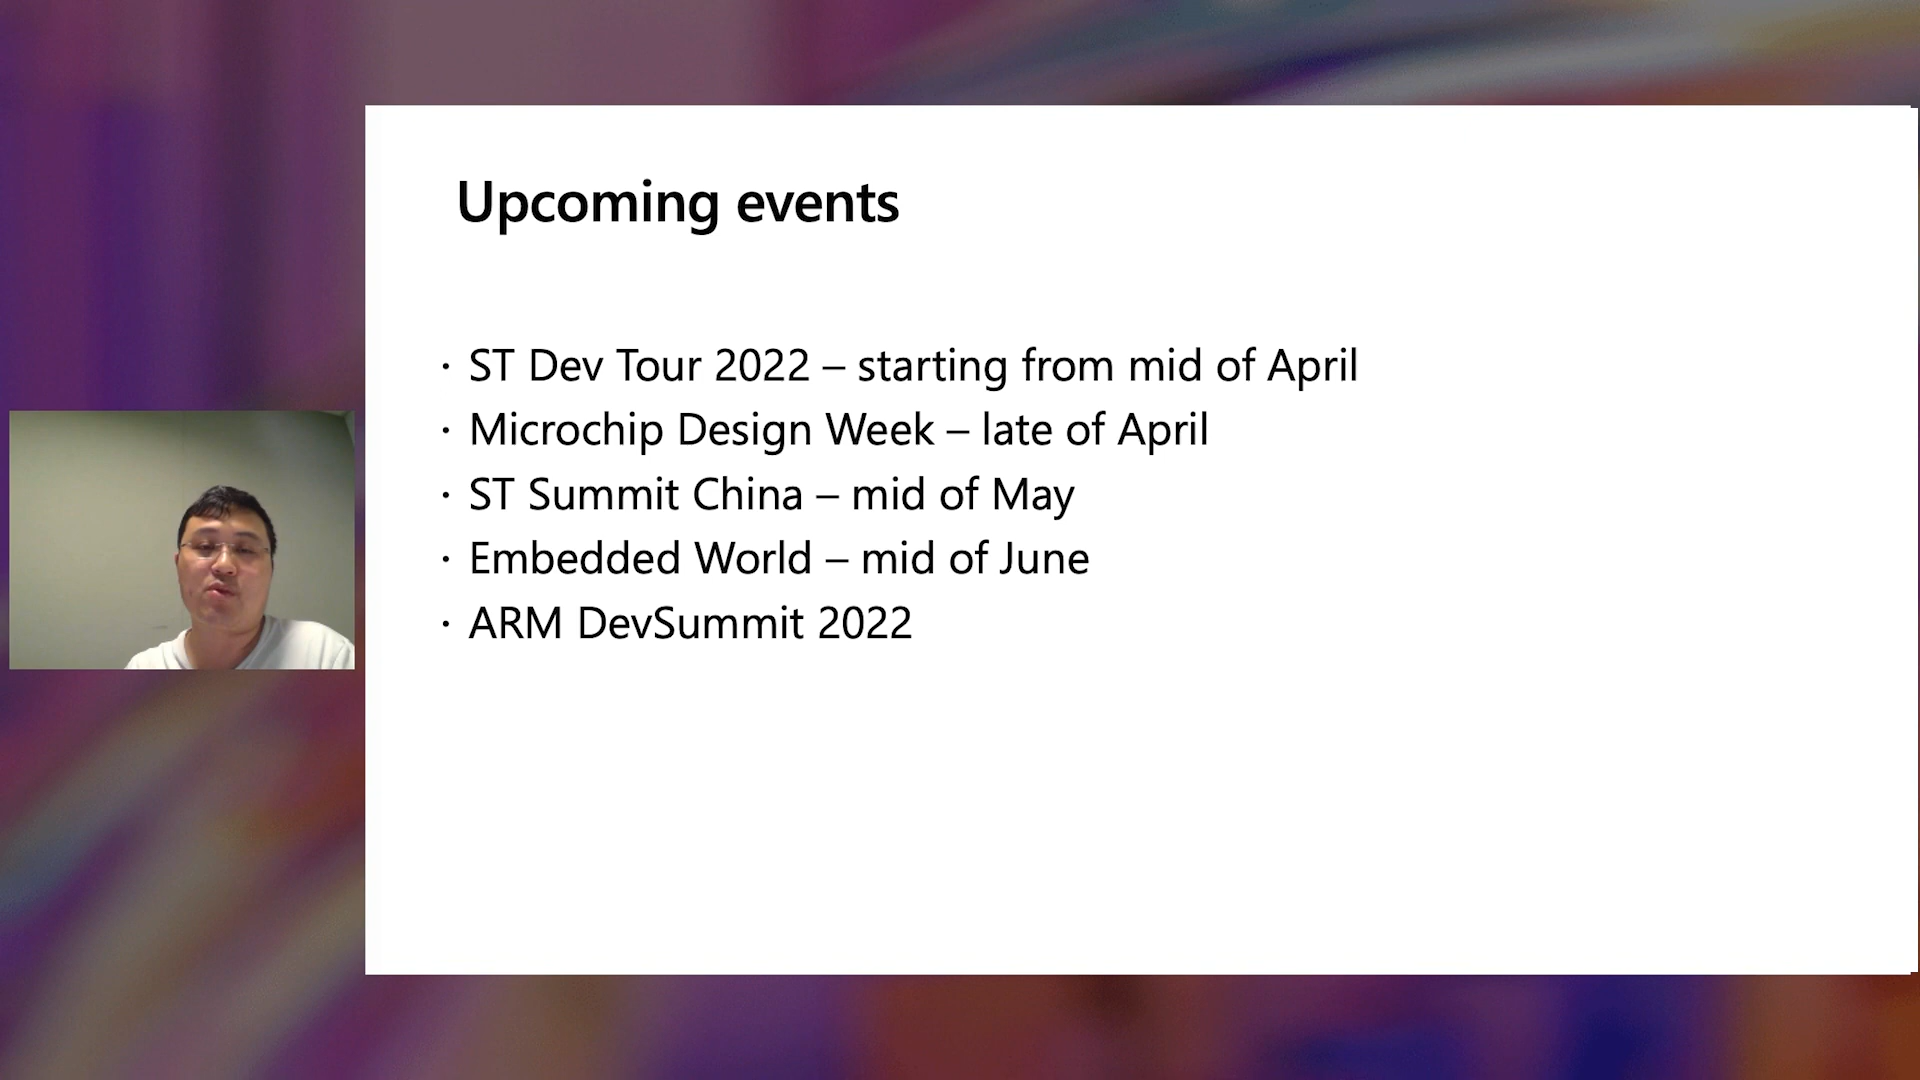 Upcoming events
· ST Dev Tour 2022 – starting from mid of April
· Microchip Design Week – late of April
· ST Summit China – mid of May
· Embedded World – mid of June
· ARM DevSummit 2022